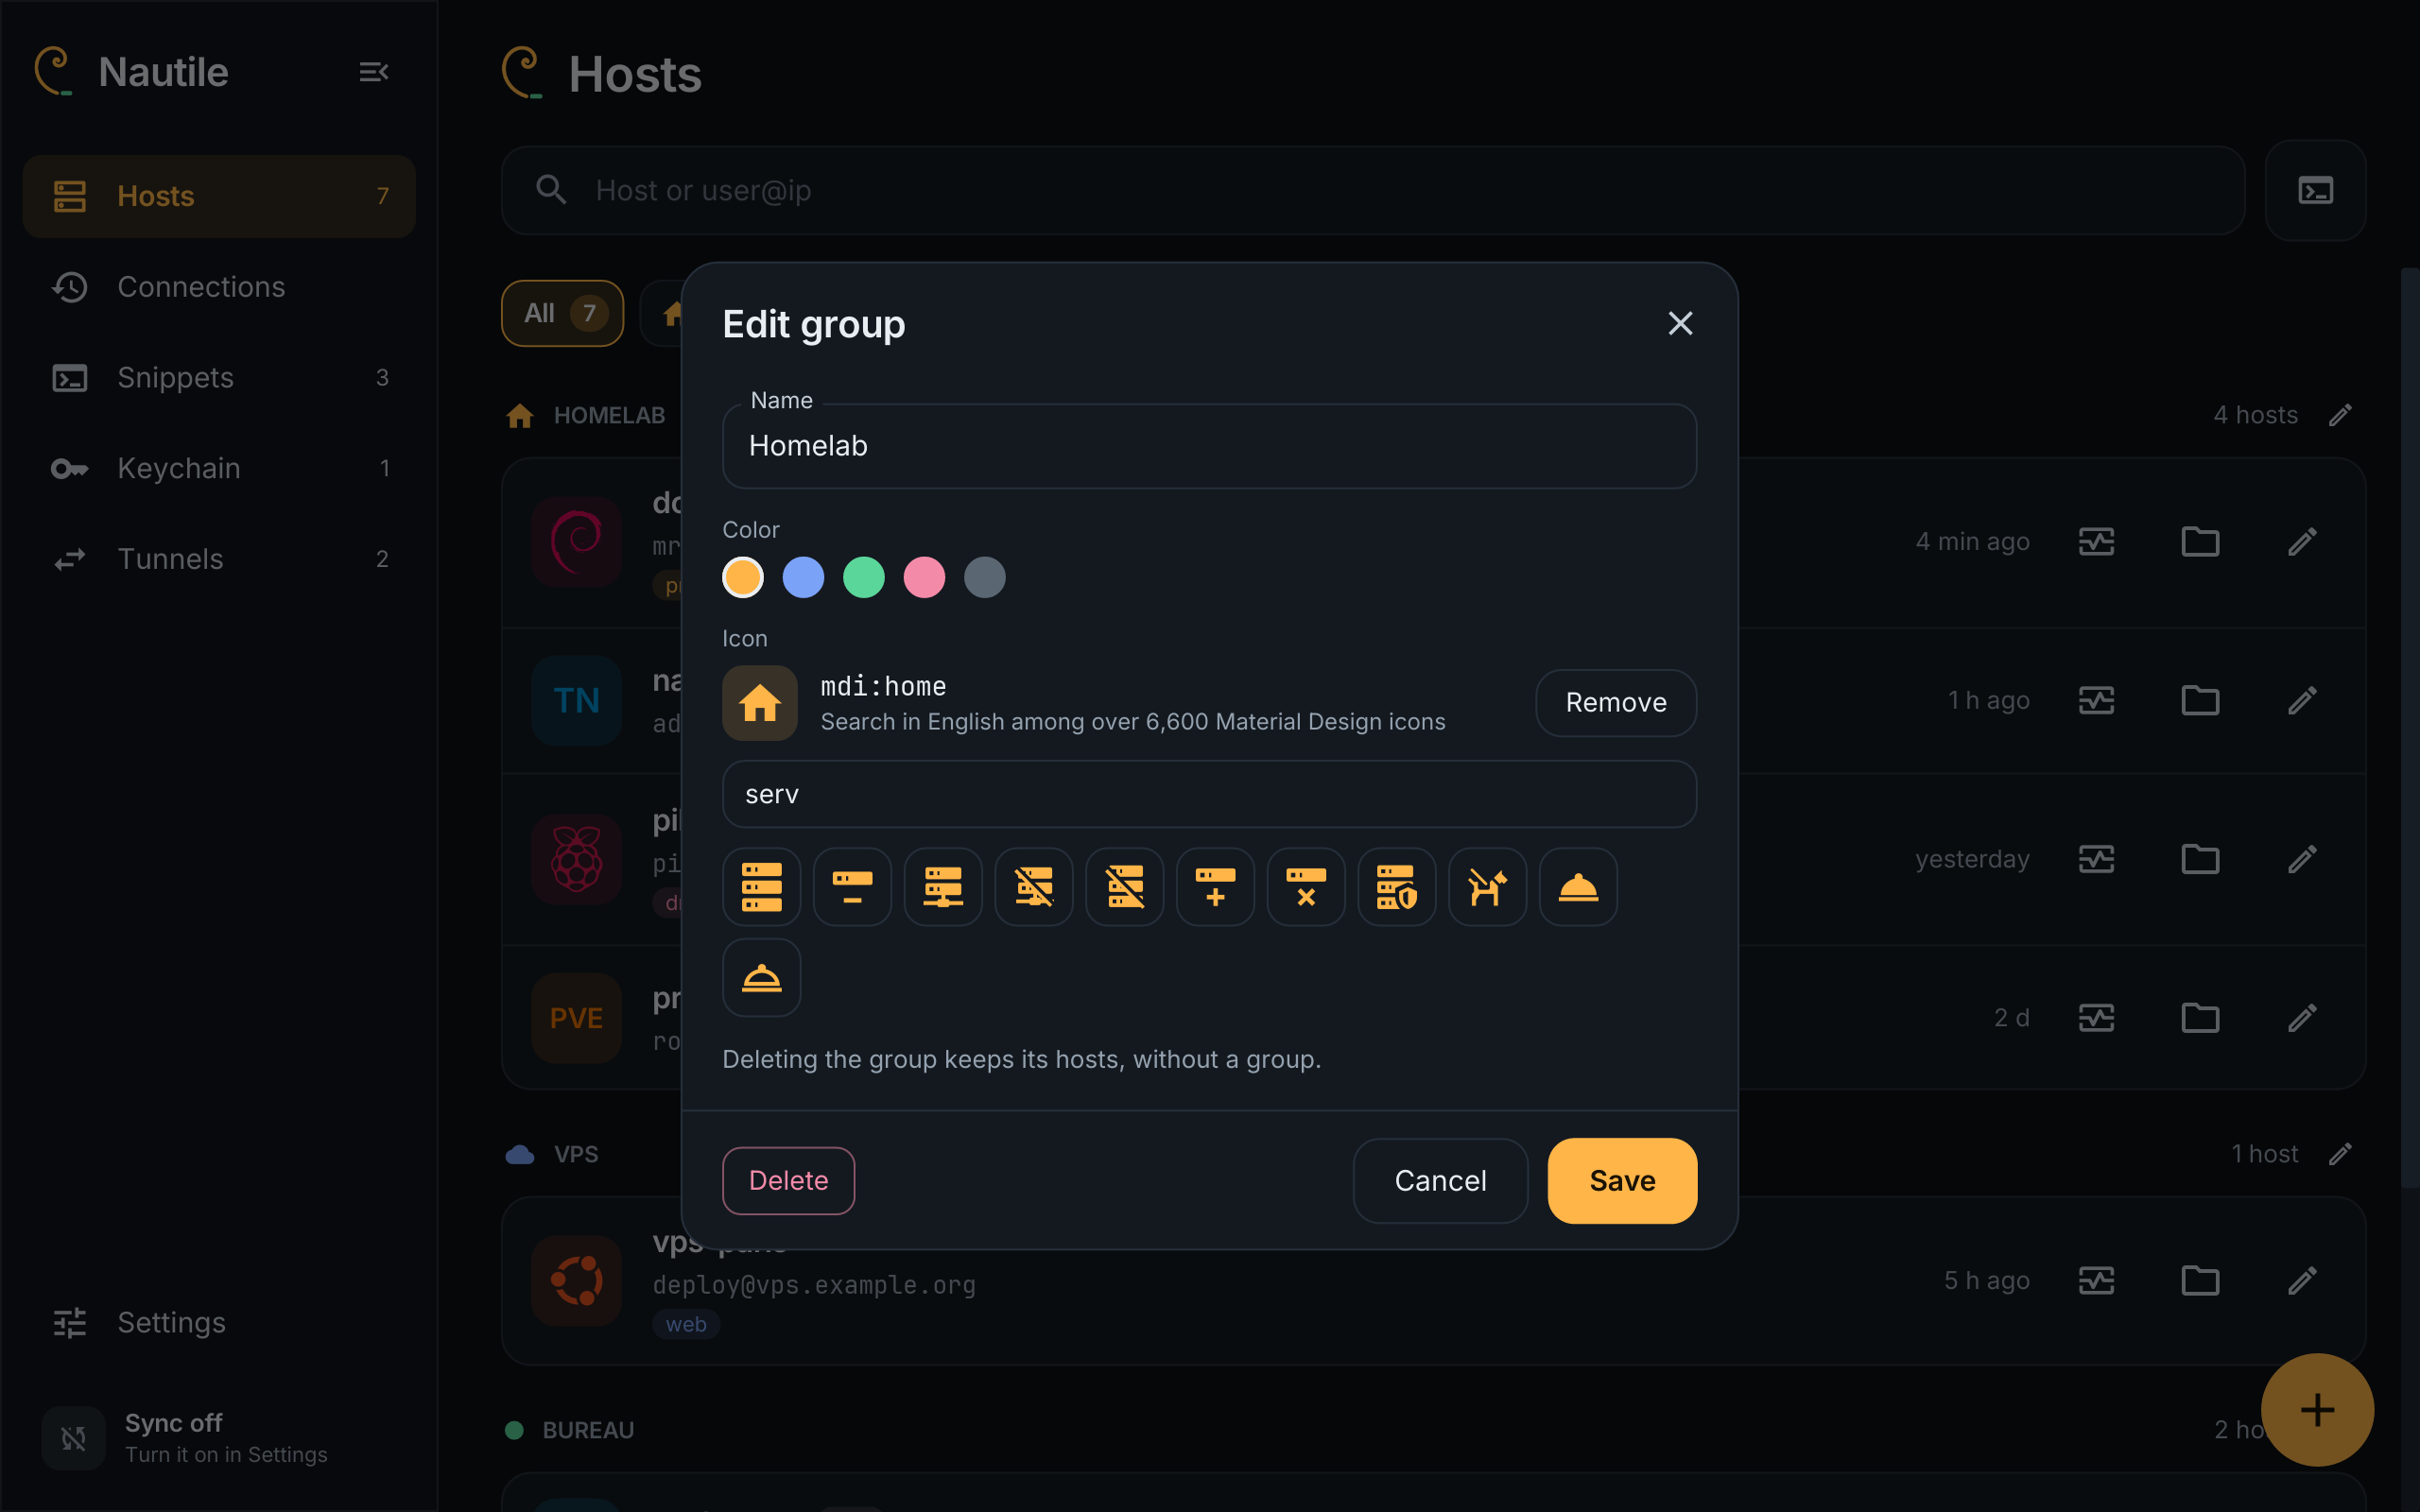 Nautile
Hosts 7
Connections
Snippets 3
Keychain 1
Tunnels 2
Settings
Sync off
Turn it on in Settings
Hosts
Host or user@ip
All 7
HOMELAB
4 hosts
4 min ago
TN
1 h ago
yesterday
PVE
2 d
VPS
1 host
deploy@vps.example.org
web
5 h ago
BUREAU
Edit group
Name
Homelab
Color
Icon
mdi:home
Search in English among over 6,600 Material Design icons
Remove
serv
Deleting the group keeps its hosts, without a group.
Delete
Cancel
Save